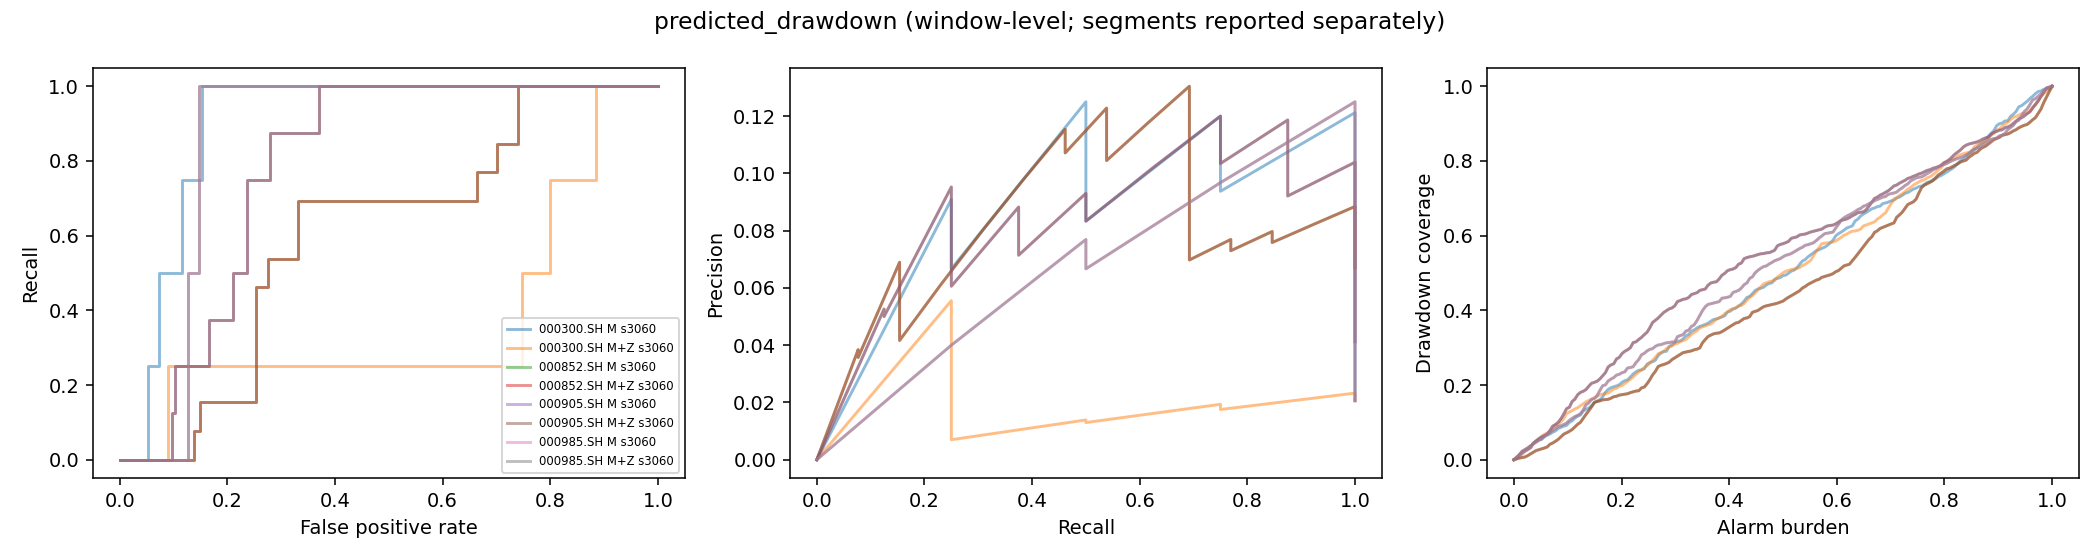 predicted_drawdown (window-level; segments reported separately)
1.0
0.8
0.6
0.4
0.2
0.0
Recall
0.0 0.2 0.4 0.6 0.8 1.0
False positive rate
000300.SH M s3060
000300.SH M+Z s3060
000852.SH M s3060
000852.SH M+Z s3060
000905.SH M s3060
000905.SH M+Z s3060
000985.SH M s3060
000985.SH M+Z s3060
0.12
0.10
0.08
0.06
0.04
0.02
0.00
Precision
0.0 0.2 0.4 0.6 0.8 1.0
Recall
1.0
0.8
0.6
0.4
0.2
0.0
Drawdown coverage
0.0 0.2 0.4 0.6 0.8 1.0
Alarm burden